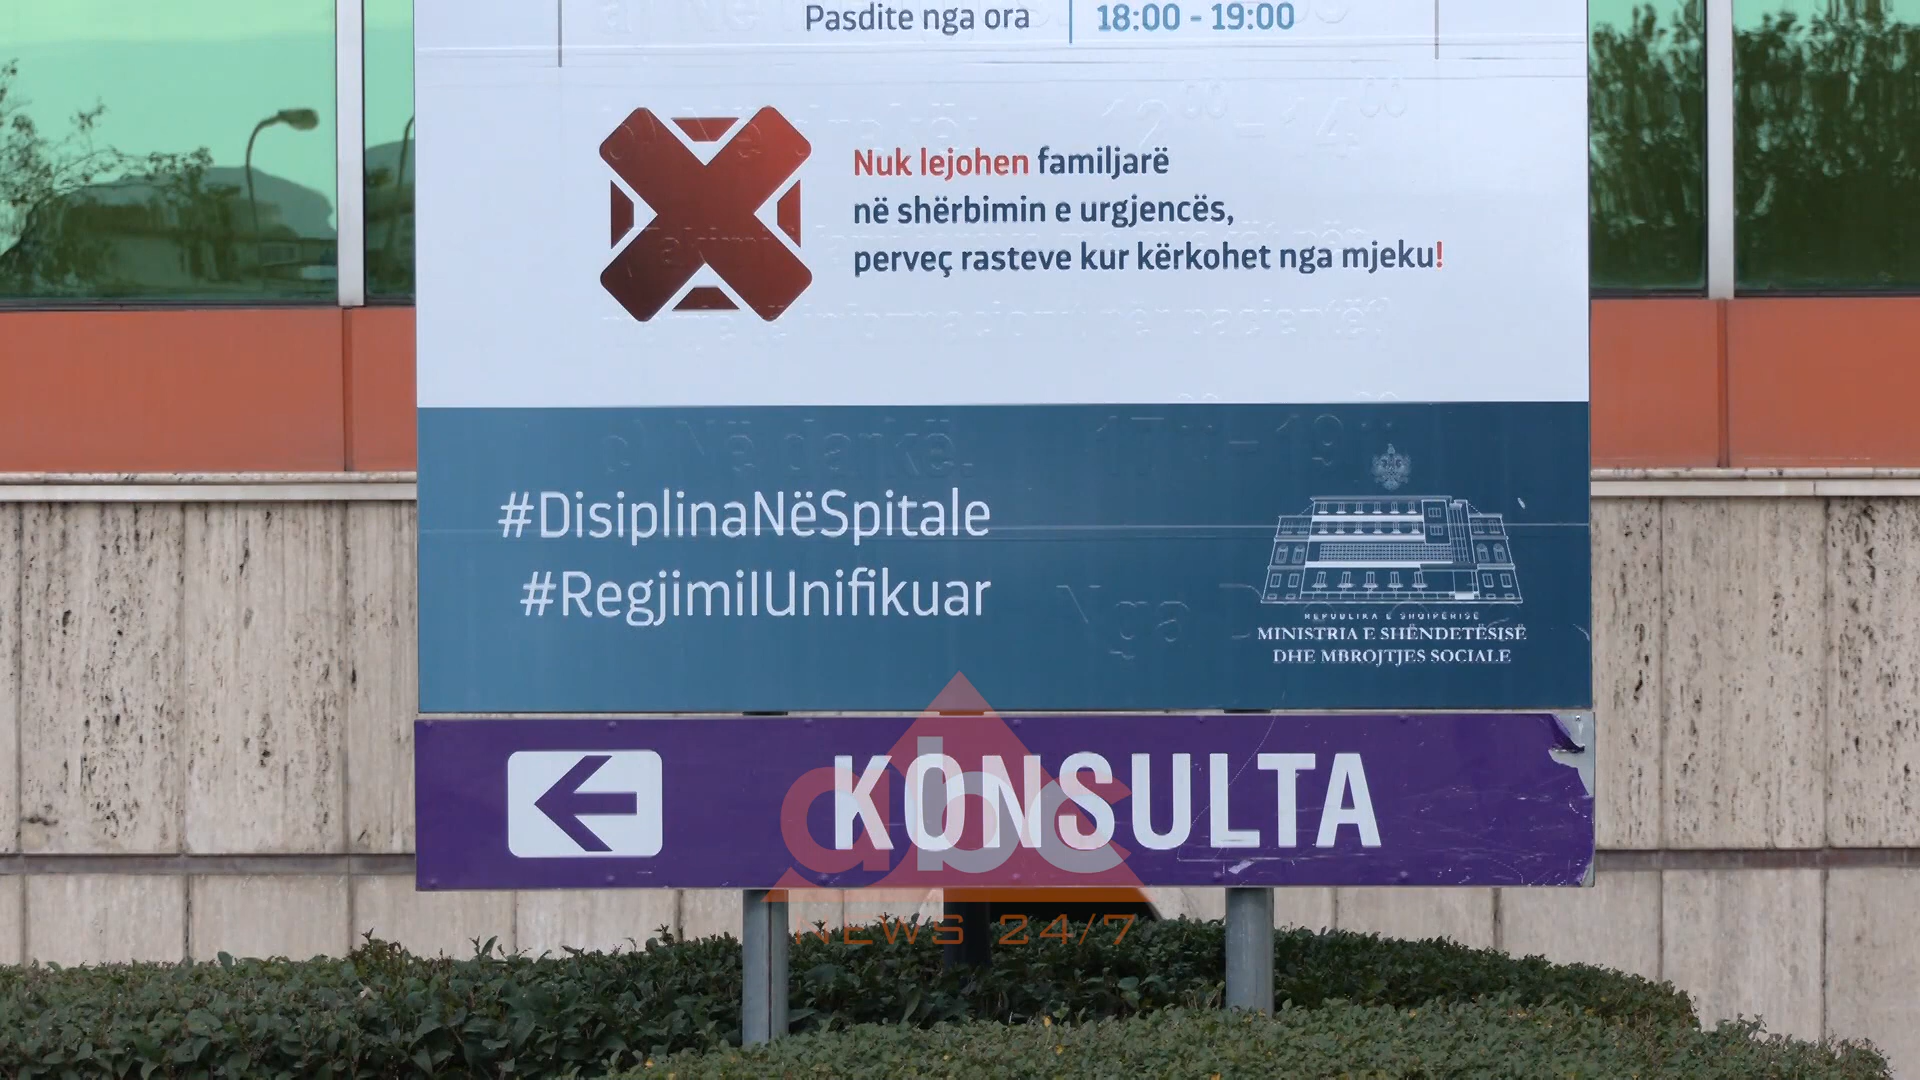 Pasdite nga ora 18:00 - 19:00
Nuk lejohen familjarë
në shërbimin e urgjencës,
perveç rasteve kur kërkohet nga mjeku!
#DisiplinaNëSpitale
#RegjimiIUnifikuar
REPUBLIKA E SHQIPËRISË
MINISTRIA E SHËNDETËSISË
DHE MBROJTJES SOCIALE
KONSULTA
abc
NEWS 24/7